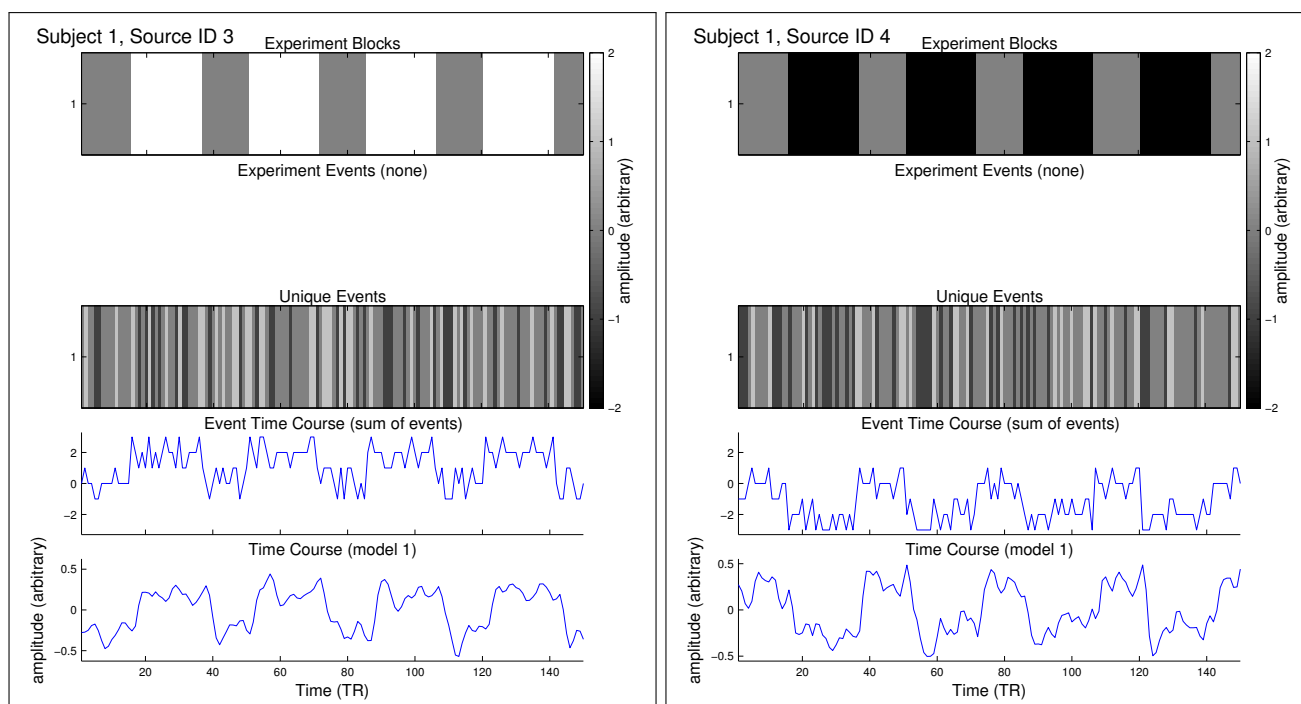 Subject 1, Source ID 3
Experiment Blocks
1
Experiment Events (none)
2
1
0
−1
−2
amplitude (arbitrary)
Unique Events
1
Event Time Course (sum of events)
2
0
−2
Time Course (model 1)
0.5
0
−0.5
amplitude (arbitrary)
20 40 60 80 100 120 140
Time (TR)
Subject 1, Source ID 4
Experiment Blocks
1
Experiment Events (none)
2
1
0
−1
−2
amplitude (arbitrary)
Unique Events
1
Event Time Course (sum of events)
2
0
−2
Time Course (model 1)
0.5
0
−0.5
amplitude (arbitrary)
20 40 60 80 100 120 140
Time (TR)